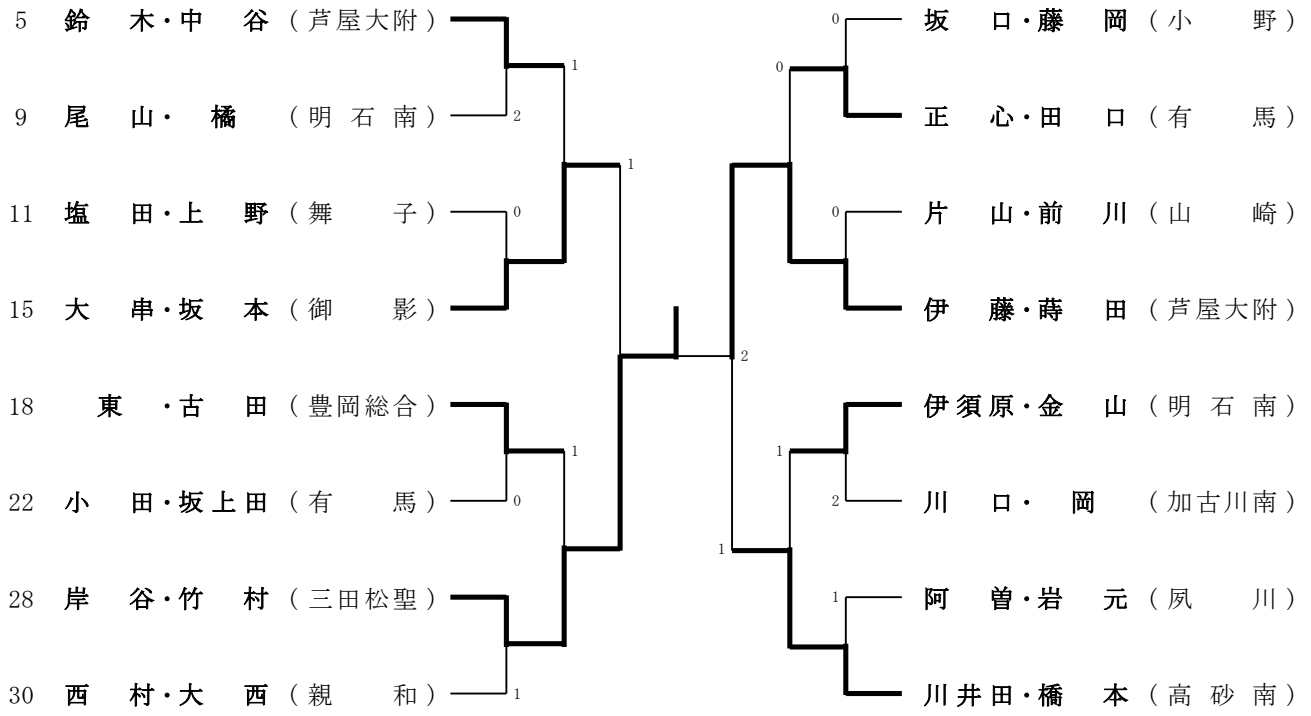 5 鈴木・中谷 (芦屋大附)
1
9 尾山・橘 (明石南)
2
1
11 塩田・上野 (舞子)
0
15 大串・坂本 (御影)
18 東・古田 (豊岡総合)
1
22 小田・坂上田 (有馬)
0
28 岸谷・竹村 (三田松聖)
30 西村・大西 (親和)
1
2
0 坂口・藤岡 (小野)
0
正心・田口 (有馬)
0 片山・前川 (山崎)
伊藤・蒔田 (芦屋大附)
伊須原・金山 (明石南)
1
2 川口・岡 (加古川南)
1
1 阿曽・岩元 (夙川)
川井田・橋本 (高砂南)